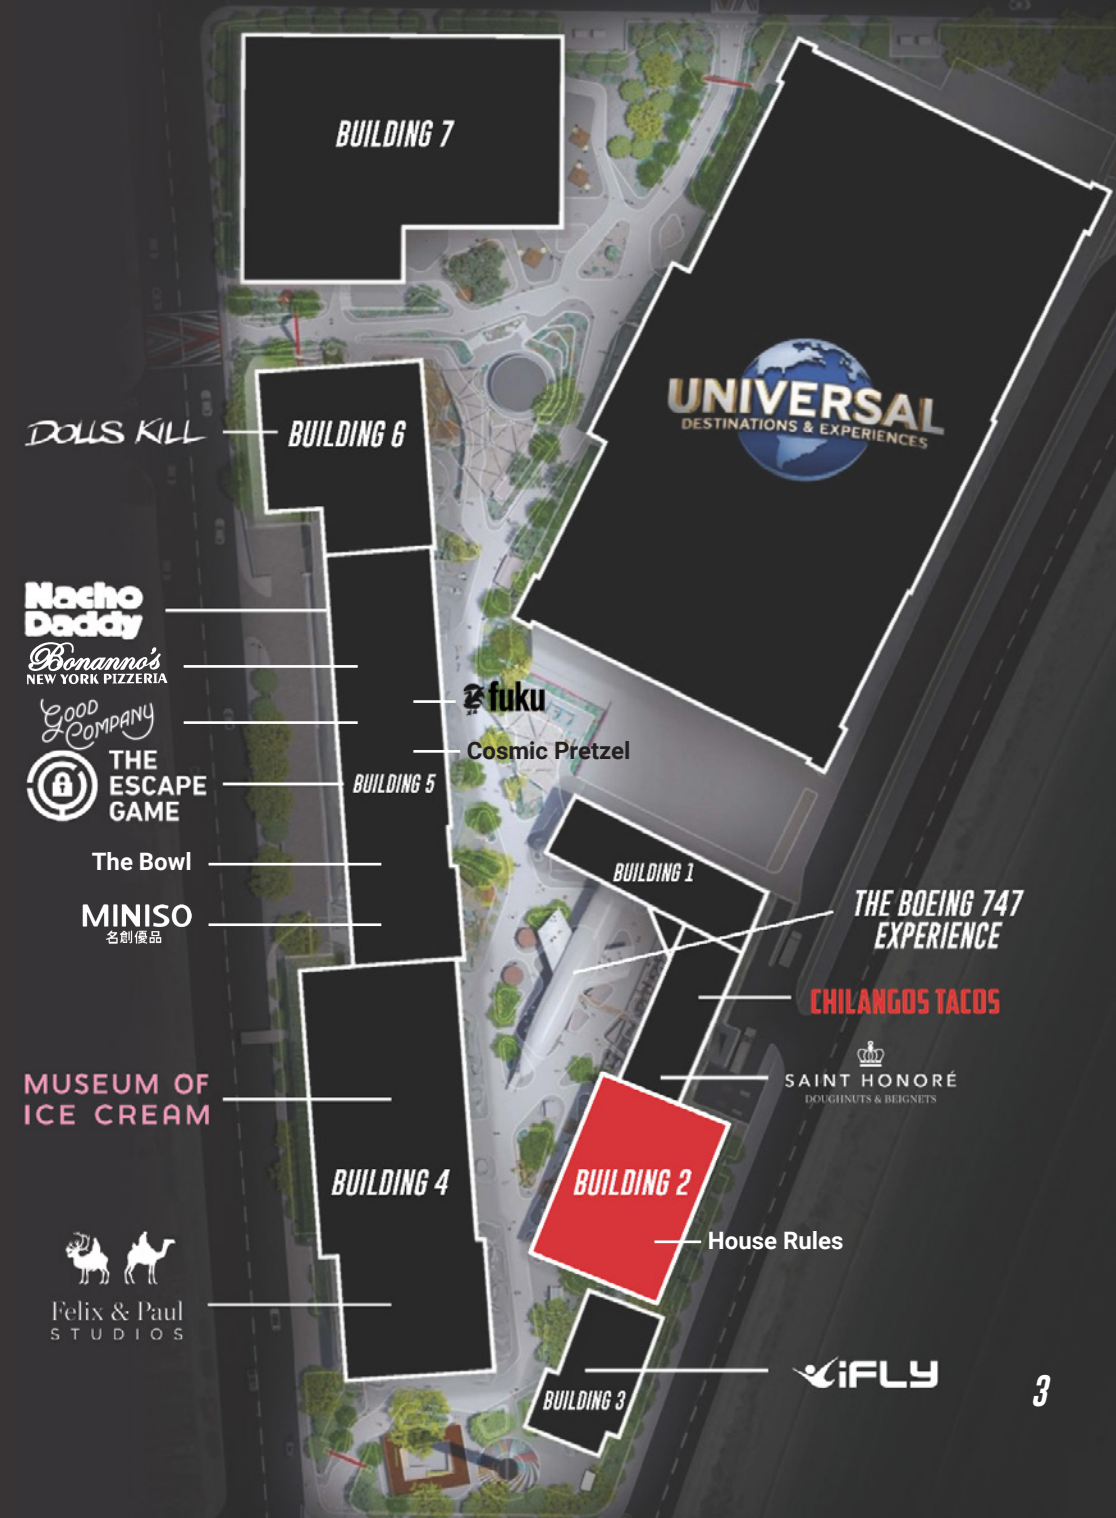 BUILDING 7
UNIVERSAL
DESTINATIONS & EXPERIENCES
DOLLS KILL
BUILDING 6
Nacho
Daddy
Bonanno's
NEW YORK PIZZERIA
GOOD
COMPANY
fuku
Cosmic Pretzel
THE
ESCAPE
GAME
BUILDING 5
The Bowl
MINISO
名創優品
BUILDING 1
THE BOEING 747
EXPERIENCE
CHILANGOS TACOS
SAINT HONORÉ
DOUGHNUTS & BEIGNETS
MUSEUM OF
ICE CREAM
BUILDING 4
BUILDING 2
House Rules
Felix & Paul
STUDIOS
iFLY
BUILDING 3
3